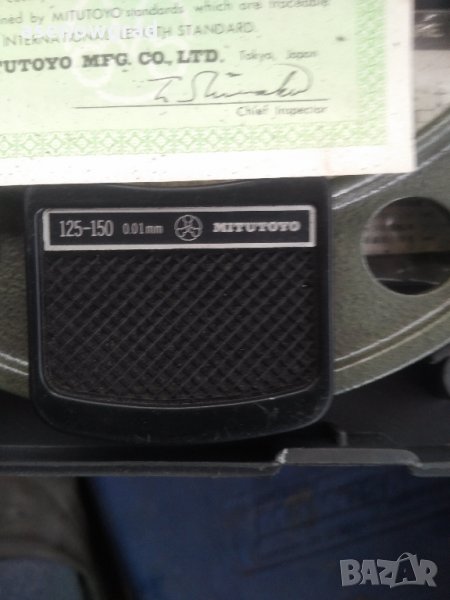 ned by MITUTOYO standards which are traceable
INTERNATIONAL LENGTH STANDARD.
UTOYO MFG. CO., LTD. Tokyo, Japan
Chief Inspector
125-150 0.01mm MITUTOYO
BAZAR